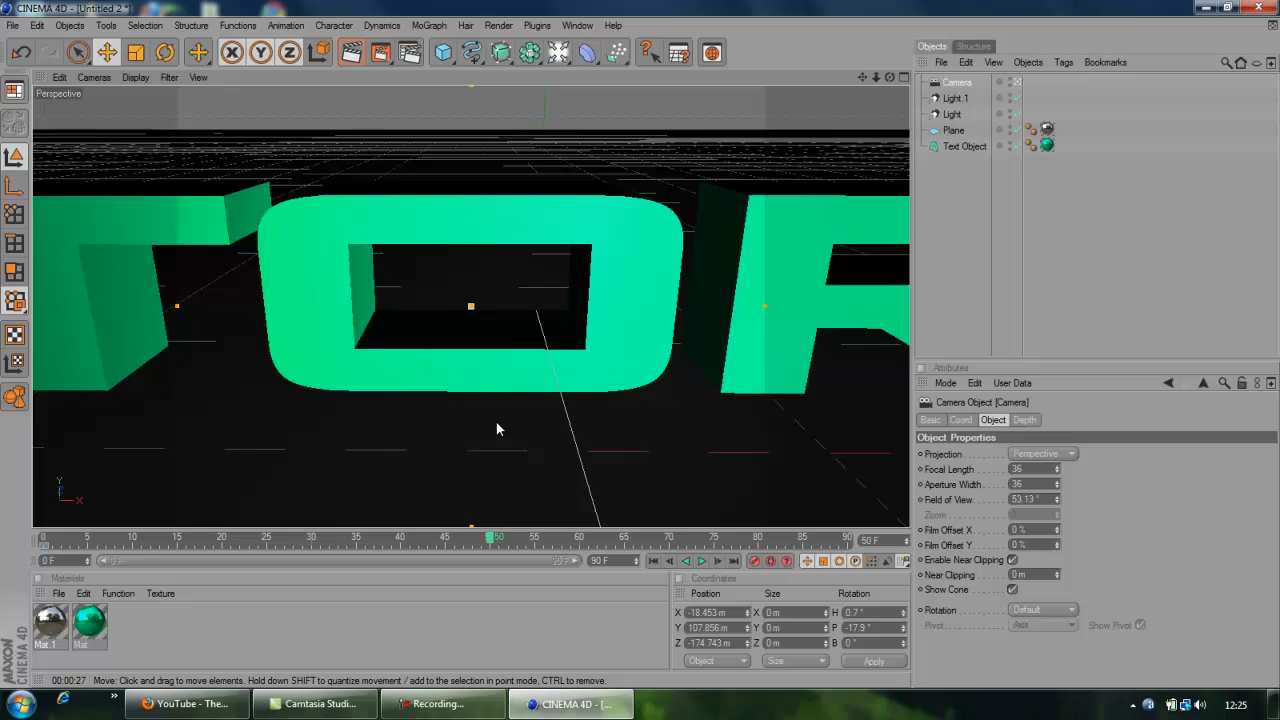 CINEMA 4D - [Untitled 2 *]
File Edit Objects Tools Selection Structure Functions Animation Character Dynamics MoGraph Hair Render Plugins Window Help
Edit Cameras Display Filter View
Perspective
TOP
Y
X
0 5 10 15 20 25 30 35 40 45 50 55 60 65 70 75 80 85 90 50 F
0 F 0 F 90 F 90 F
Materials
File Edit Function Texture
Mat.1 Mat
Coordinates
Position Size Rotation
X -18.453 m X 0 m H 0.7 °
Y 107.856 m Y 0 m P -17.9 °
Z -174.743 m Z 0 m B 0 °
Object Size Apply
MAXON CINEMA 4D
00:00:27 Move: Click and drag to move elements. Hold down SHIFT to quantize movement / add to the selection in point mode, CTRL to remove.
Objects Structure
File Edit View Objects Tags Bookmarks
Camera
Light.1
Light
Plane
Text Object
Attributes
Mode Edit User Data
Camera Object [Camera]
Basic Coord. Object Depth
Object Properties
Projection Perspective
Focal Length 36
Aperture Width 36
Field of View 53.13 °
Zoom 1
Film Offset X 0 %
Film Offset Y 0 %
Enable Near Clipping
Near Clipping 0 m
Show Cone
Rotation Default
Pivot Axis Show Pivot
YouTube - The... Camtasia Studi... Recording... CINEMA 4D - [... 12:25